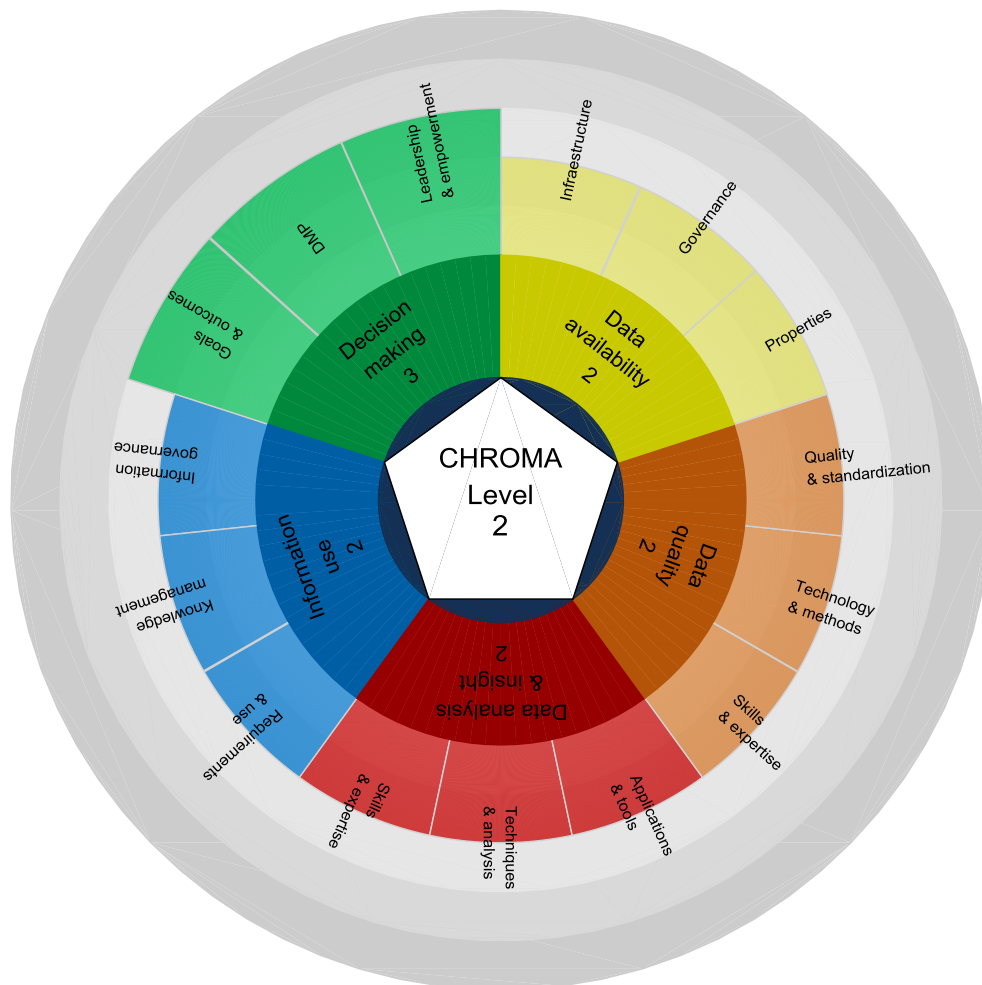 CHROMA
Level
2
Data
availability
2
Infraestructure
Governance
Properties
Data
quality
2
Quality
& standardization
Technology
& methods
Skills
& expertise
Data analysis
& insight
2
Applications
& tools
Techniques
& analysis
Skills
& expertise
Information
use
2
Requirements
& use
Knowledge
management
Information
governance
Decision
making
3
Goals
& outcomes
DMP
Leadership
& empowerment